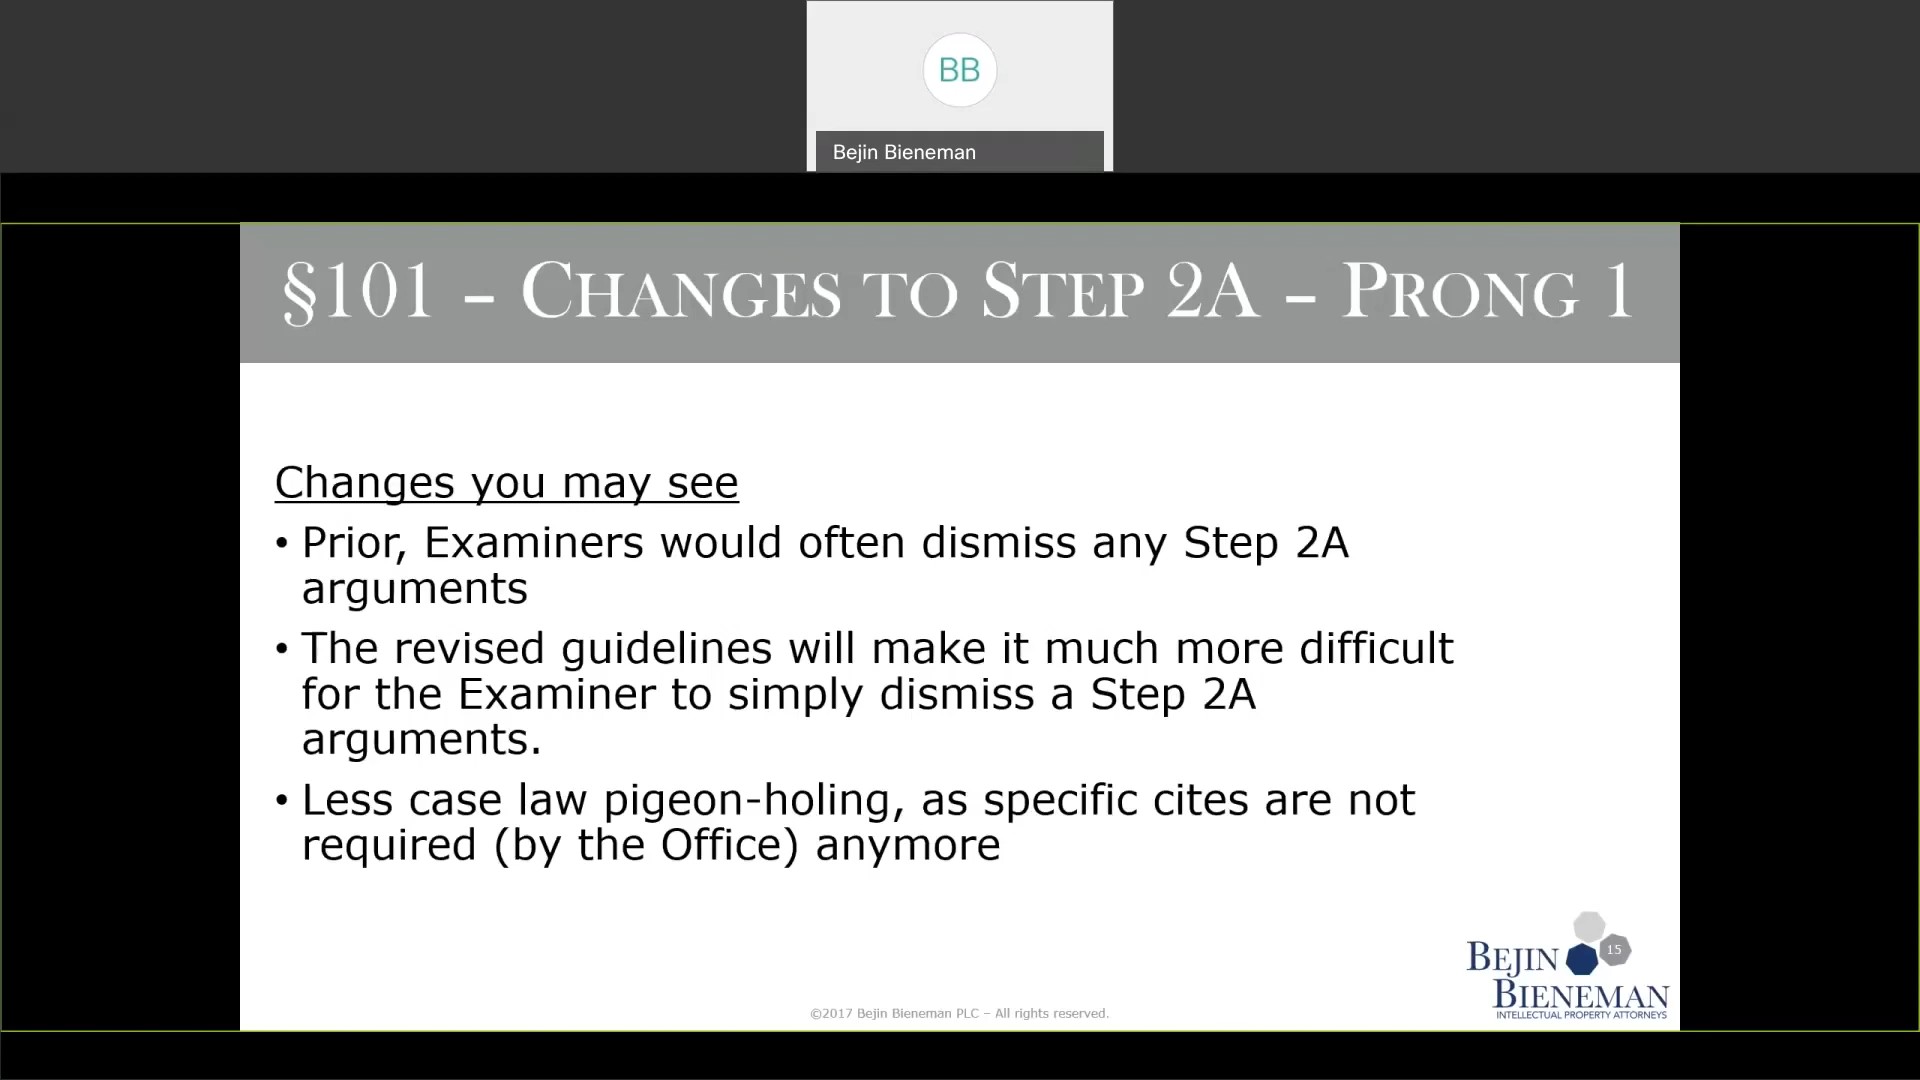 BB
Bejin Bieneman
§101 – CHANGES TO STEP 2A – PRONG 1
Changes you may see
• Prior, Examiners would often dismiss any Step 2A
arguments
• The revised guidelines will make it much more difficult
for the Examiner to simply dismiss a Step 2A
arguments.
• Less case law pigeon-holing, as specific cites are not
required (by the Office) anymore
15
BEJIN
BIENEMAN
INTELLECTUAL PROPERTY ATTORNEYS
©2017 Bejin Bieneman PLC – All rights reserved.